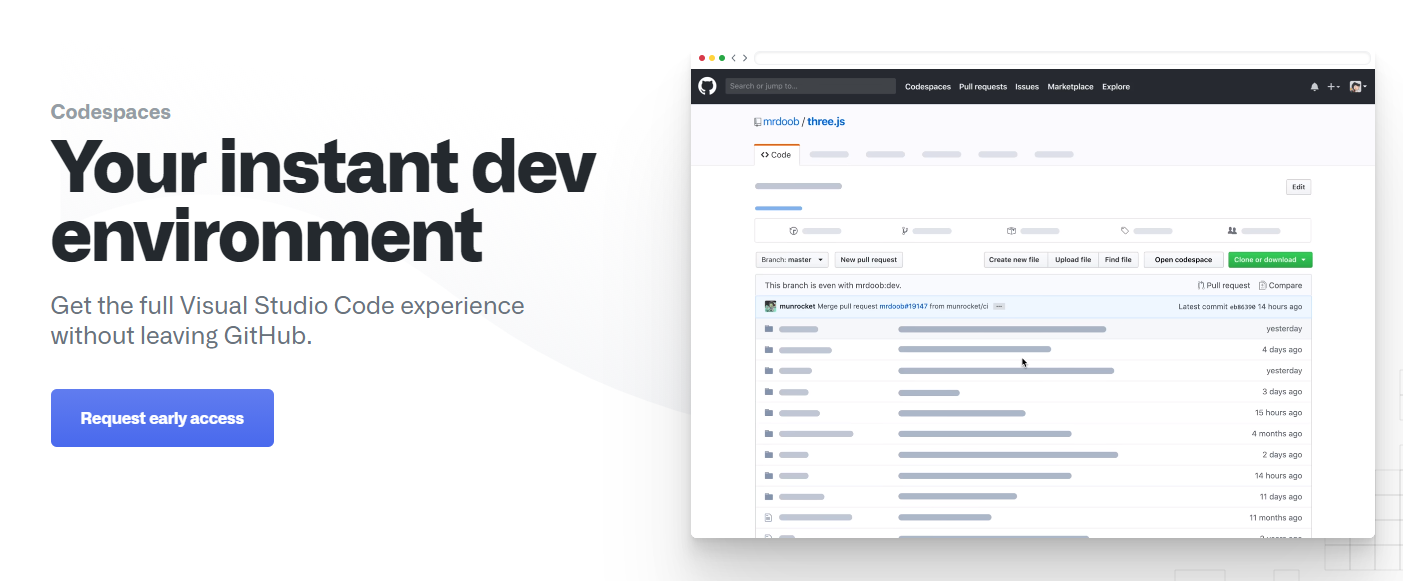 Codespaces
Your instant dev
environment
Get the full Visual Studio Code experience
without leaving GitHub.
Request early access
Search or jump to...
Codespaces Pull requests Issues Marketplace Explore
mrdoob / three.js
Code
Edit
Branch: master New pull request Create new file Upload file Find file Open codespace Clone or download
This branch is even with mrdoob:dev. Pull request Compare
munrocket Merge pull request mrdoob#19147 from munrocket/ci Latest commit eb86390 14 hours ago
yesterday
4 days ago
yesterday
3 days ago
15 hours ago
4 months ago
2 days ago
14 hours ago
11 days ago
11 months ago